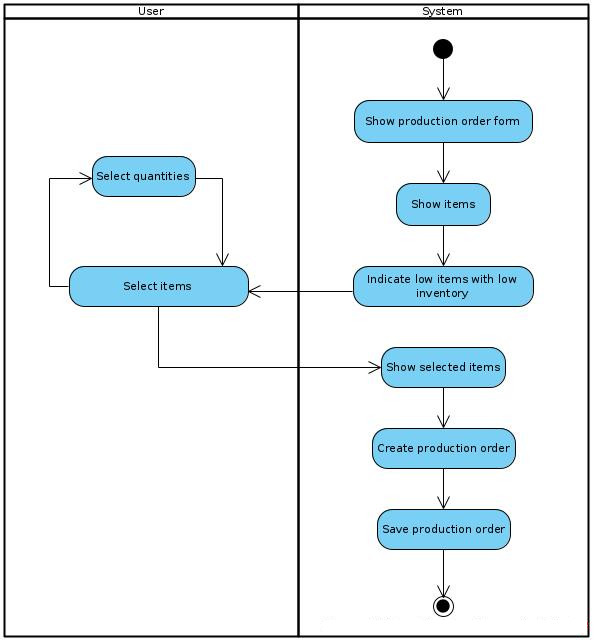 User
System
Show production order form
Select quantities
Show items
Select items
Indicate low items with low
inventory
Show selected items
Create production order
Save production order